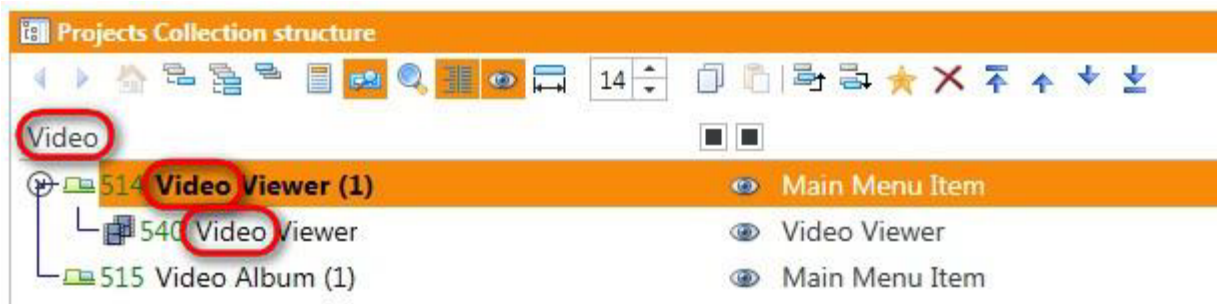 Projects Collection structure
14
Video
514 Video Viewer (1) Main Menu Item
540 Video Viewer Video Viewer
515 Video Album (1) Main Menu Item